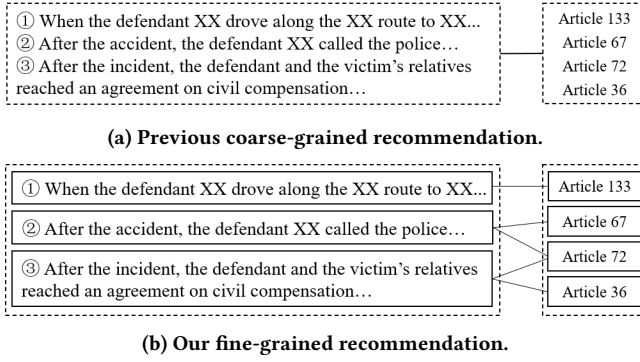 ① When the defendant XX drove along the XX route to XX...
② After the accident, the defendant XX called the police…
③ After the incident, the defendant and the victim's relatives
reached an agreement on civil compensation…
Article 133
Article 67
Article 72
Article 36
(a) Previous coarse-grained recommendation.
① When the defendant XX drove along the XX route to XX...
② After the accident, the defendant XX called the police…
③ After the incident, the defendant and the victim's relatives
reached an agreement on civil compensation…
Article 133
Article 67
Article 72
Article 36
(b) Our fine-grained recommendation.